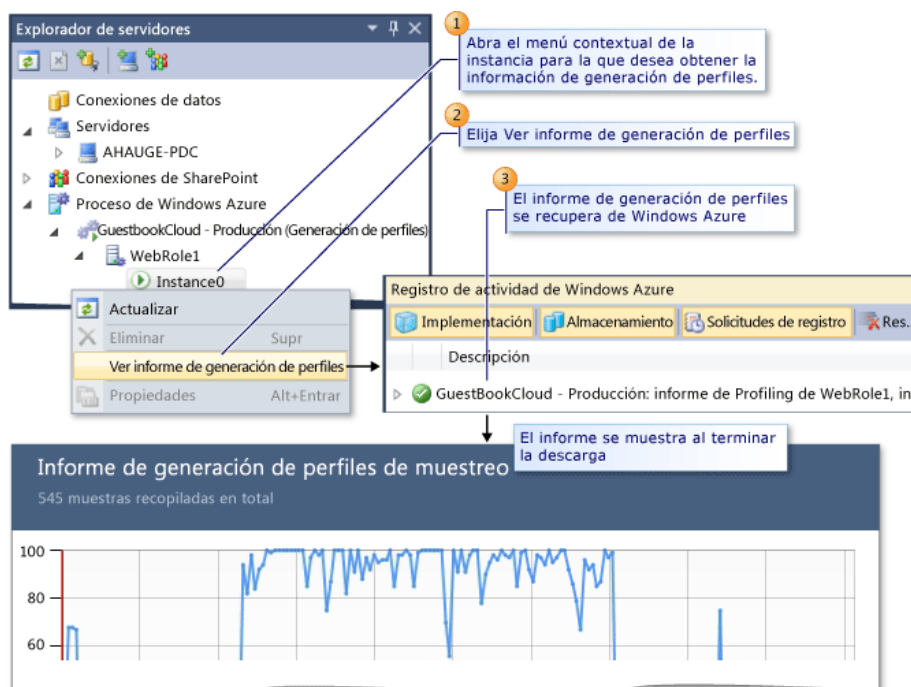 Explorador de servidores
1
Abra el menú contextual de la
instancia para la que desea obtener la
información de generación de perfiles.
Conexiones de datos
Servidores
AHAUGE-PDC
2
Elija Ver informe de generación de perfiles
Conexiones de SharePoint
Proceso de Windows Azure
3
El informe de generación de perfiles
se recupera de Windows Azure
GuestbookCloud - Producción (Generación de perfiles)
WebRole1
Instance0
Actualizar
Eliminar Supr
Ver informe de generación de perfiles
Propiedades Alt+Entrar
Registro de actividad de Windows Azure
Implementación Almacenamiento Solicitudes de registro Res.
Descripción
GuestBookCloud - Producción: informe de Profiling de WebRole1, in
El informe se muestra al terminar
la descarga
Informe de generación de perfiles de muestreo
545 muestras recopiladas en total
100
80
60